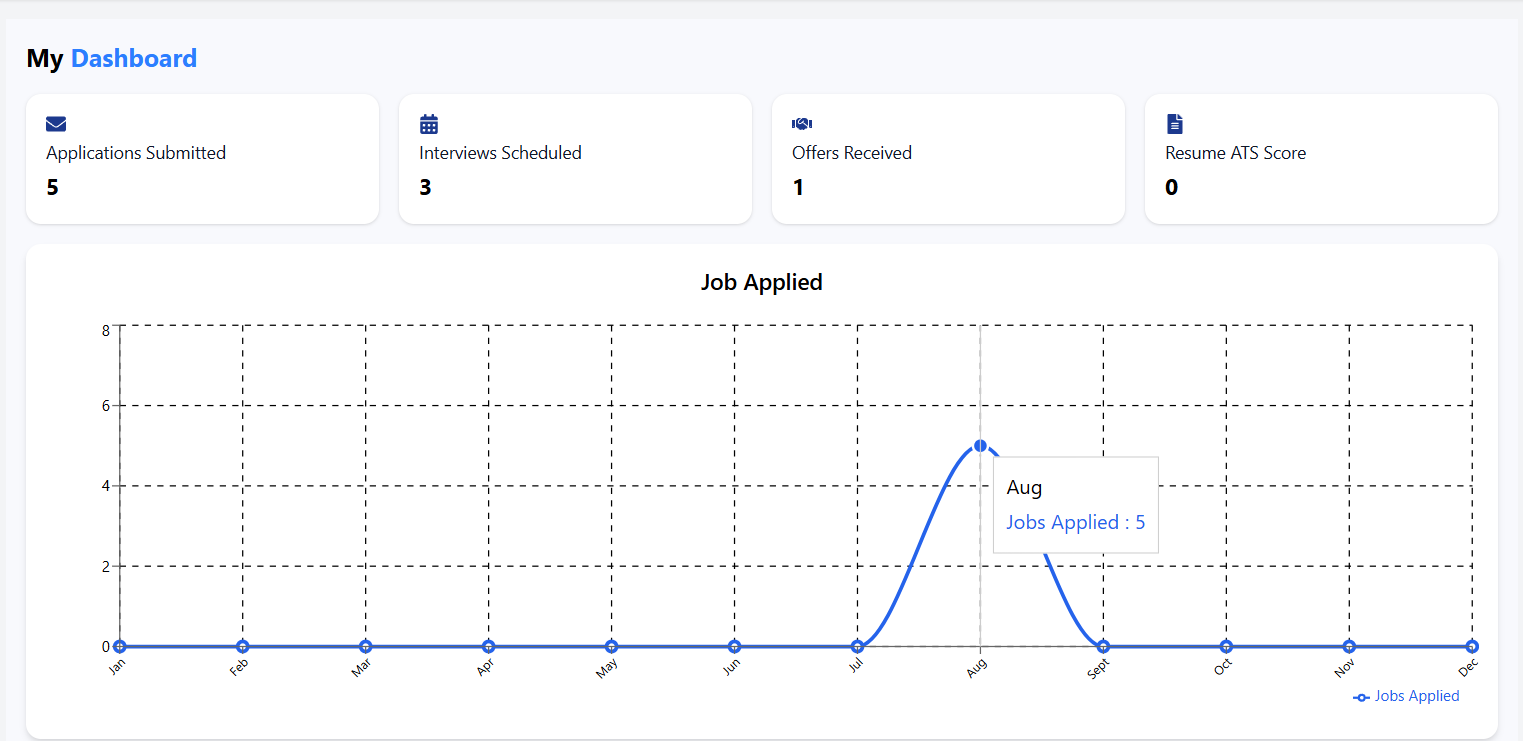 My Dashboard
Applications Submitted
5
Interviews Scheduled
3
Offers Received
1
Resume ATS Score
0
Job Applied
8
6
4
2
0
Aug
Jobs Applied : 5
Jan Feb Mar Apr May Jun Jul Aug Sept Oct Nov Dec
Jobs Applied